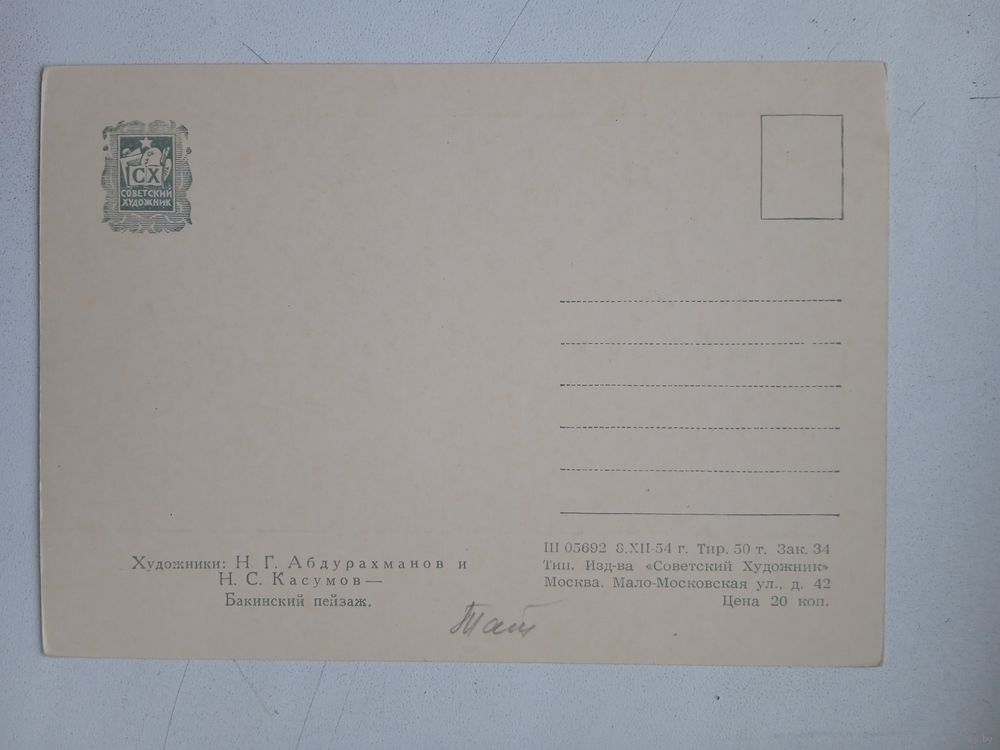 СХ
СОВЕТСКИЙ
ХУДОЖНИК
Художники: Н. Г. Абдурахманов и
Н. С. Касумов—
Бакинский пейзаж.
Ш 05692 8.XII-54 г. Тир. 50 т. Зак. 34
Тип. Изд-ва «Советский Художник»
Москва. Мало-Московская ул., д. 42
Цена 20 коп.